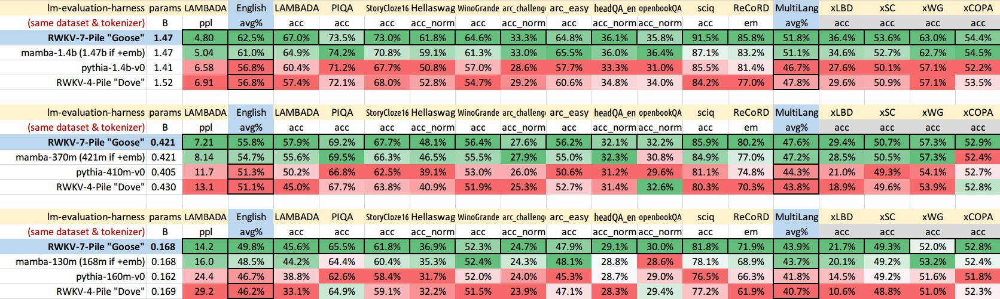 lm-evaluation-harness params LAMBADA English LAMBADA PIQA StoryCloze16 Hellaswag WinoGrande arc_challeng arc_easy headQA_en openbookQA sciq ReCoRD MultiLang xLBD xSC xWG xCOPA
(same dataset & tokenizer) B ppl avg% acc acc acc acc_norm acc acc_norm acc acc_norm acc_norm acc em avg% acc acc acc acc
RWKV-7-Pile "Goose" 1.47 4.80 62.5% 67.0% 73.5% 73.0% 61.8% 64.6% 33.3% 64.8% 36.1% 35.8% 91.5% 85.8% 51.8% 36.4% 53.6% 63.0% 54.4%
mamba-1.4b (1.47b if +emb) 1.47 5.04 61.0% 64.9% 74.2% 70.8% 59.1% 61.3% 33.0% 65.5% 36.0% 36.4% 87.1% 83.2% 51.1% 34.6% 52.7% 62.7% 54.5%
pythia-1.4b-v0 1.41 6.58 56.8% 60.4% 71.2% 67.7% 50.8% 57.0% 28.6% 57.7% 33.3% 31.0% 85.5% 81.4% 46.7% 27.6% 50.1% 57.1% 52.2%
RWKV-4-Pile "Dove" 1.52 6.91 56.8% 57.4% 72.1% 68.0% 52.8% 54.7% 29.2% 60.6% 34.8% 34.0% 84.2% 77.0% 47.8% 29.6% 50.9% 57.1% 53.5%
lm-evaluation-harness params LAMBADA English LAMBADA PIQA StoryCloze16 Hellaswag WinoGrande arc_challeng arc_easy headQA_en openbookQA sciq ReCoRD MultiLang xLBD xSC xWG xCOPA
(same dataset & tokenizer) B ppl avg% acc acc acc acc_norm acc acc_norm acc acc_norm acc_norm acc em avg% acc acc acc acc
RWKV-7-Pile "Goose" 0.421 7.21 55.8% 57.9% 69.2% 67.7% 48.1% 56.4% 27.6% 56.2% 32.1% 32.2% 85.9% 80.2% 47.6% 29.4% 50.7% 57.3% 52.9%
mamba-370m (421m if +emb) 0.421 8.14 54.7% 55.6% 69.5% 66.3% 46.5% 55.5% 27.9% 55.0% 32.3% 30.8% 84.9% 77.0% 47.2% 28.5% 50.5% 57.3% 52.4%
pythia-410m-v0 0.405 11.7 51.3% 50.2% 66.8% 62.5% 39.1% 53.0% 26.0% 50.6% 31.2% 29.6% 81.1% 74.8% 44.3% 21.0% 49.3% 54.1% 52.7%
RWKV-4-Pile "Dove" 0.430 13.1 51.1% 45.0% 67.7% 63.8% 40.9% 51.9% 25.3% 52.7% 31.4% 32.6% 80.3% 70.3% 43.8% 18.9% 49.6% 53.9% 52.8%
lm-evaluation-harness params LAMBADA English LAMBADA PIQA StoryCloze16 Hellaswag WinoGrande arc_challeng arc_easy headQA_en openbookQA sciq ReCoRD MultiLang xLBD xSC xWG xCOPA
(same dataset & tokenizer) B ppl avg% acc acc acc acc_norm acc acc_norm acc acc_norm acc_norm acc em avg% acc acc acc acc
RWKV-7-Pile "Goose" 0.168 14.2 49.8% 45.6% 65.5% 61.8% 36.9% 52.3% 24.7% 47.9% 29.1% 30.0% 81.8% 71.9% 43.9% 21.7% 49.3% 52.0% 52.8%
mamba-130m (168m if +emb) 0.168 16.0 48.5% 44.2% 64.4% 60.4% 35.3% 52.4% 24.3% 48.1% 28.8% 28.6% 78.1% 68.9% 43.7% 20.1% 49.2% 53.2% 52.4%
pythia-160m-v0 0.162 24.4 46.7% 38.8% 62.6% 58.4% 31.7% 52.0% 24.0% 45.3% 28.7% 29.0% 76.5% 66.3% 41.8% 14.5% 49.2% 51.6% 51.8%
RWKV-4-Pile "Dove" 0.169 29.2 46.2% 33.1% 64.9% 59.1% 32.2% 51.5% 23.9% 47.1% 28.3% 29.4% 77.2% 61.9% 40.7% 10.6% 48.8% 51.0% 52.3%